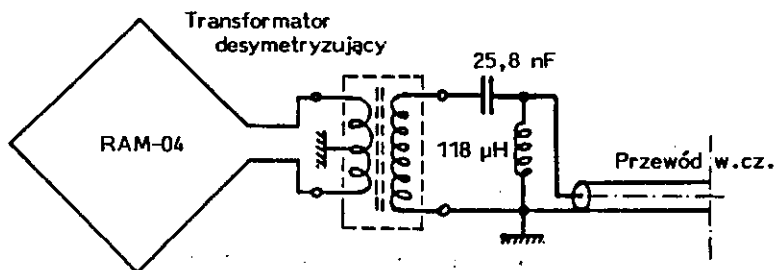 Transformator
desymetryzujący
25,8 nF
RAM-04
118 µH
Przewód w.cz.